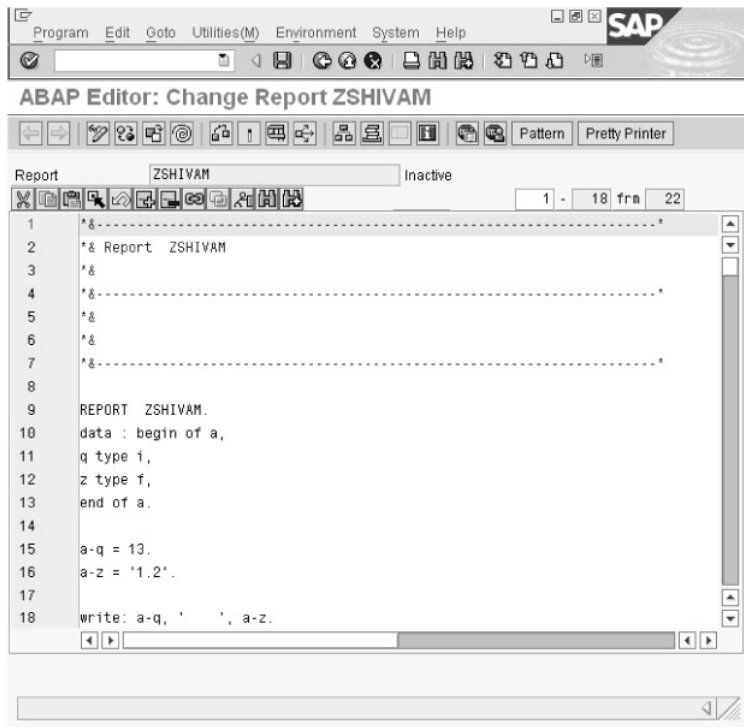 Program Edit Goto Utilities(M) Environment System Help
SAP
ABAP Editor: Change Report ZSHIVAM
Pattern Pretty Printer
Report ZSHIVAM Inactive
1 - 18 frm 22
1 *&---------------------------------------------------------------------*
2 *& Report  ZSHIVAM
3 *&
4 *&---------------------------------------------------------------------*
5 *&
6 *&
7 *&---------------------------------------------------------------------*
8
9 REPORT  ZSHIVAM.
10 data : begin of a,
11 q type i,
12 z type f,
13 end of a.
14
15 a-q = 13.
16 a-z = '1.2'.
17
18 write: a-q, '    ', a-z.